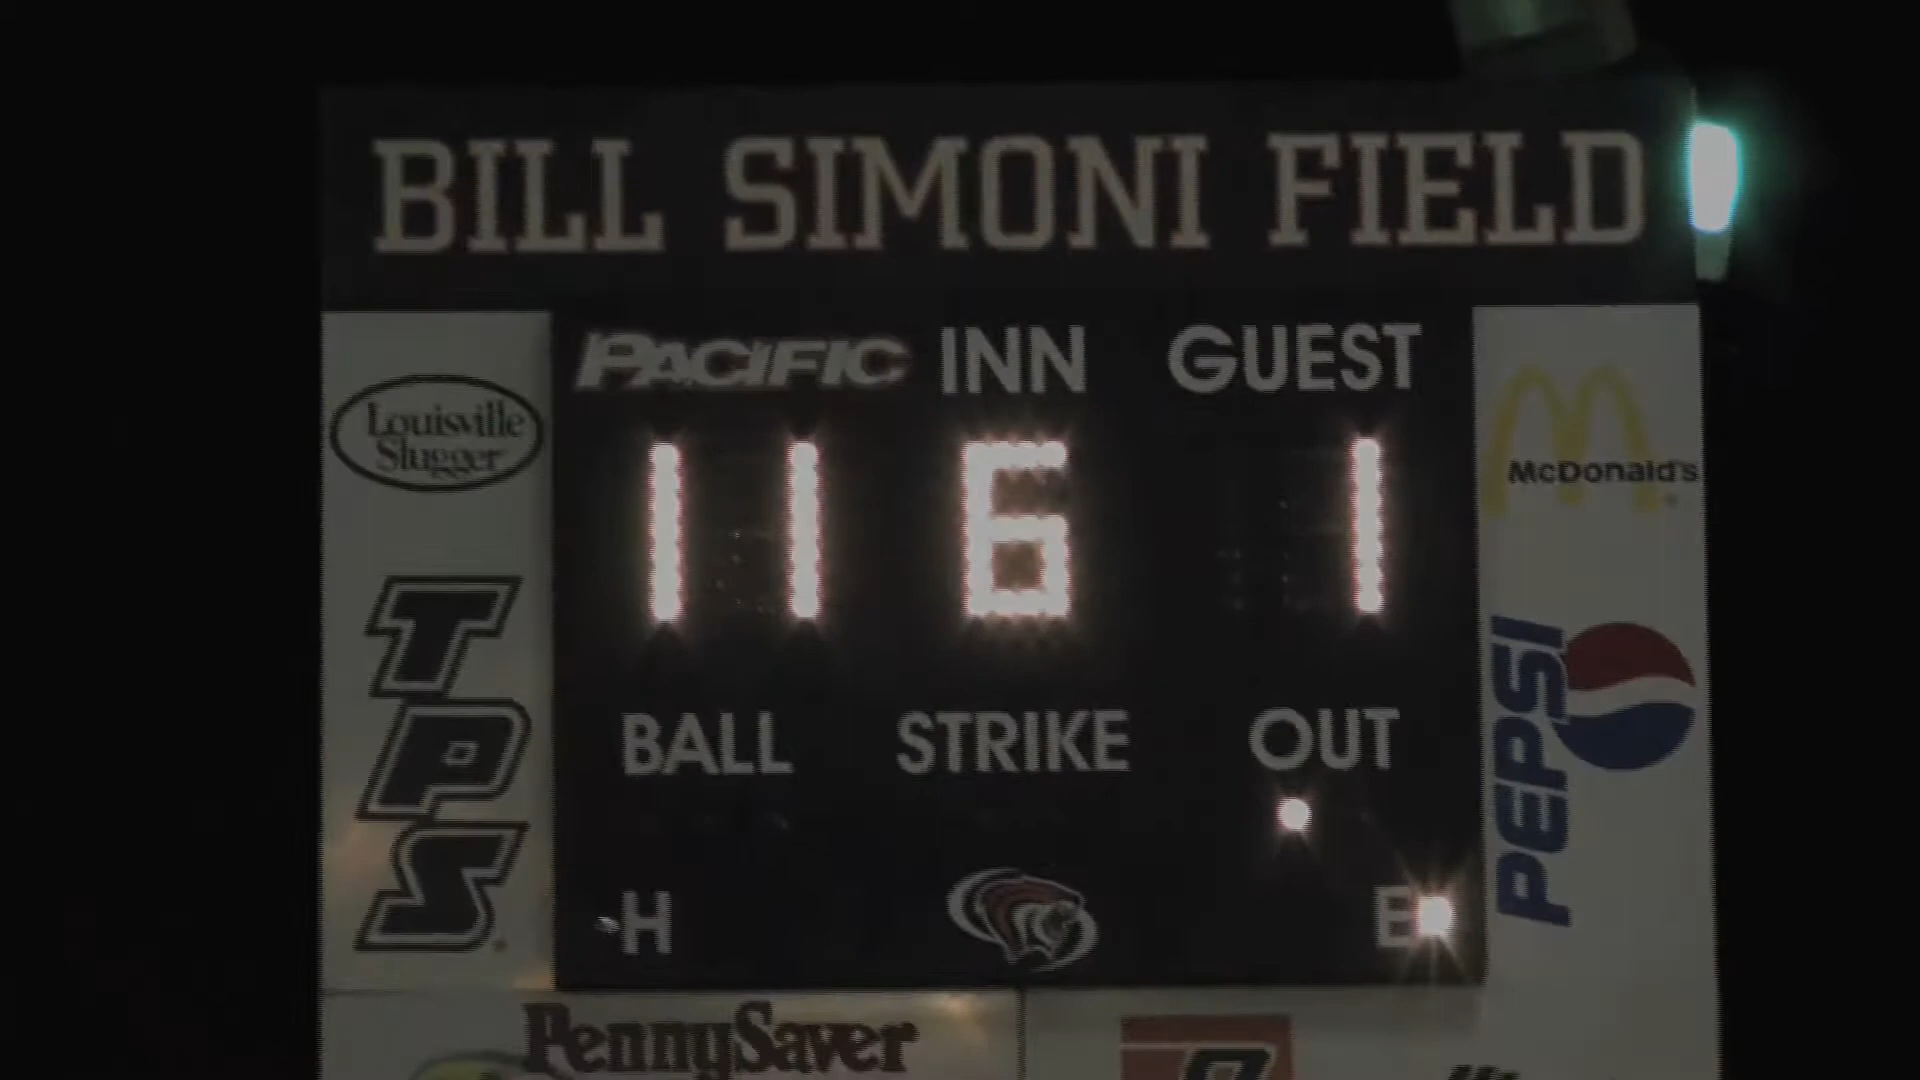 BILL SIMONI FIELD
PACIFIC INN GUEST
11 6 1
Louisville
Slugger
McDonald's
TPS
PEPSI
BALL STRIKE OUT
H E
PennySaver